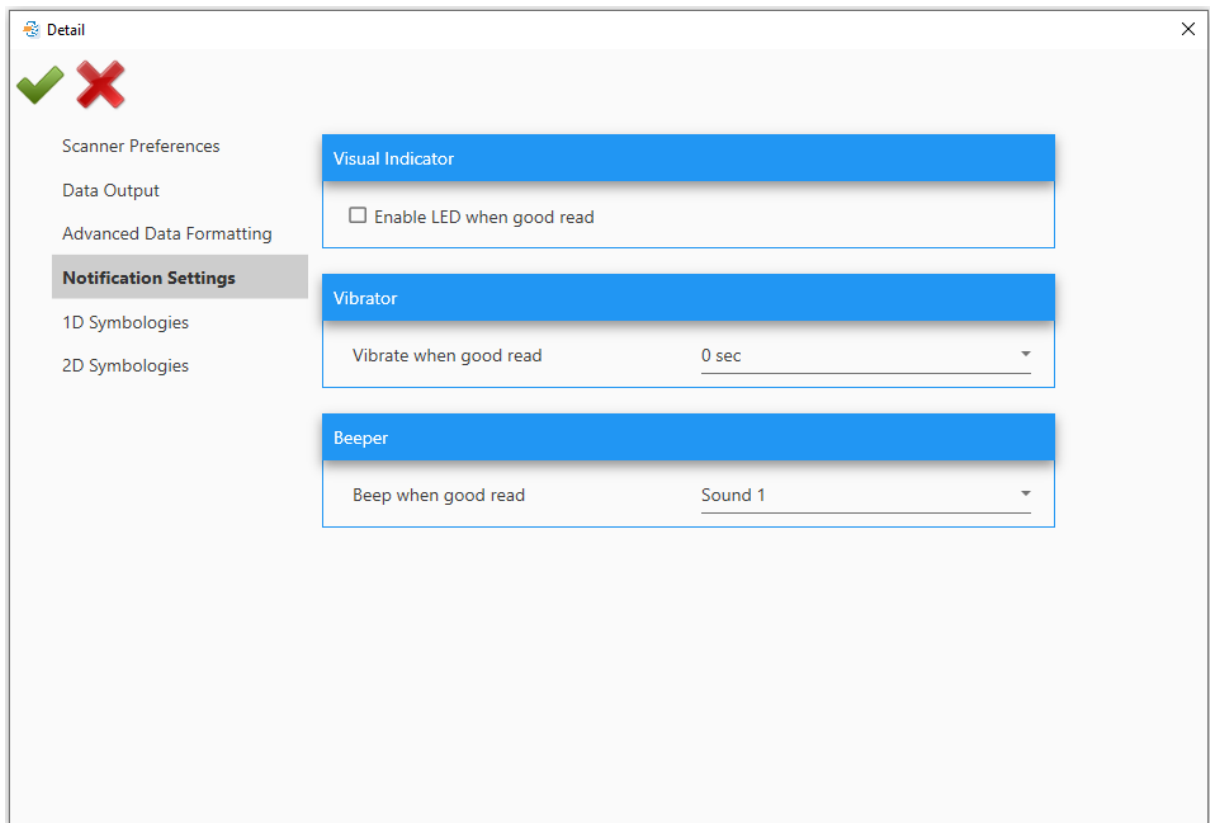 Detail
Scanner Preferences
Data Output
Advanced Data Formatting
Notification Settings
1D Symbologies
2D Symbologies
Visual Indicator
Enable LED when good read
Vibrator
Vibrate when good read 0 sec
Beeper
Beep when good read Sound 1